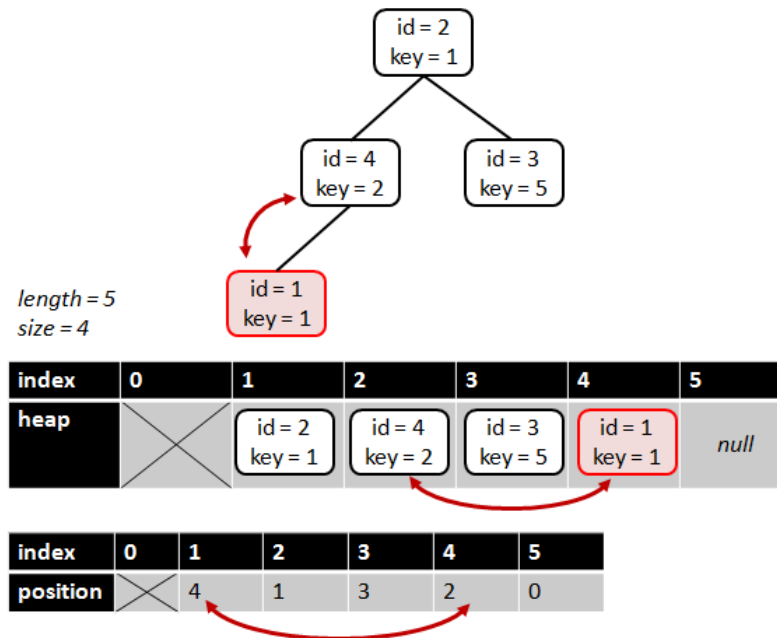 id = 2
key = 1
id = 4
key = 2
id = 3
key = 5
id = 1
key = 1
length = 5
size = 4
index 0 1 2 3 4 5
heap
id = 2 id = 4 id = 3 id = 1
key = 1 key = 2 key = 5 key = 1
null
index 0 1 2 3 4 5
position 4 1 3 2 0